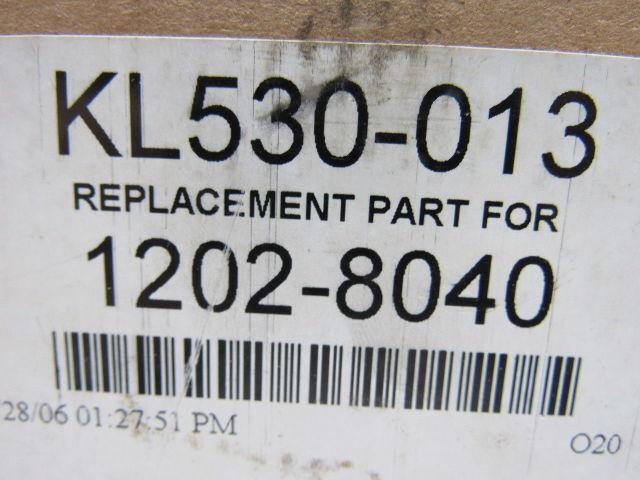 KL530-013
REPLACEMENT PART FOR
1202-8040
28/06 01:27:51 PM
O20